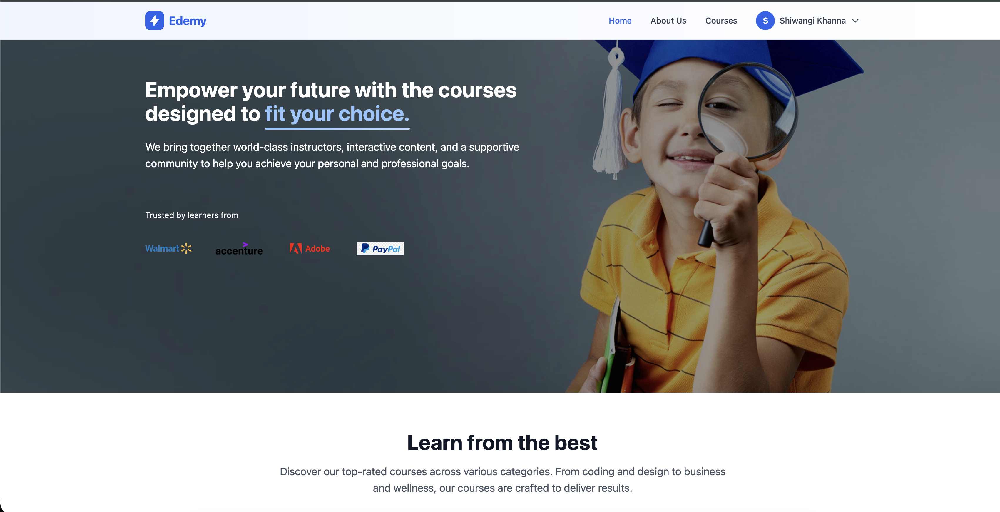 Edemy
Home
About Us
Courses
S
Shiwangi Khanna
Empower your future with the courses
designed to fit your choice.
We bring together world-class instructors, interactive content, and a supportive
community to help you achieve your personal and professional goals.
Trusted by learners from
Walmart
accenture
Adobe
PayPal
Learn from the best
Discover our top-rated courses across various categories. From coding and design to business
and wellness, our courses are crafted to deliver results.